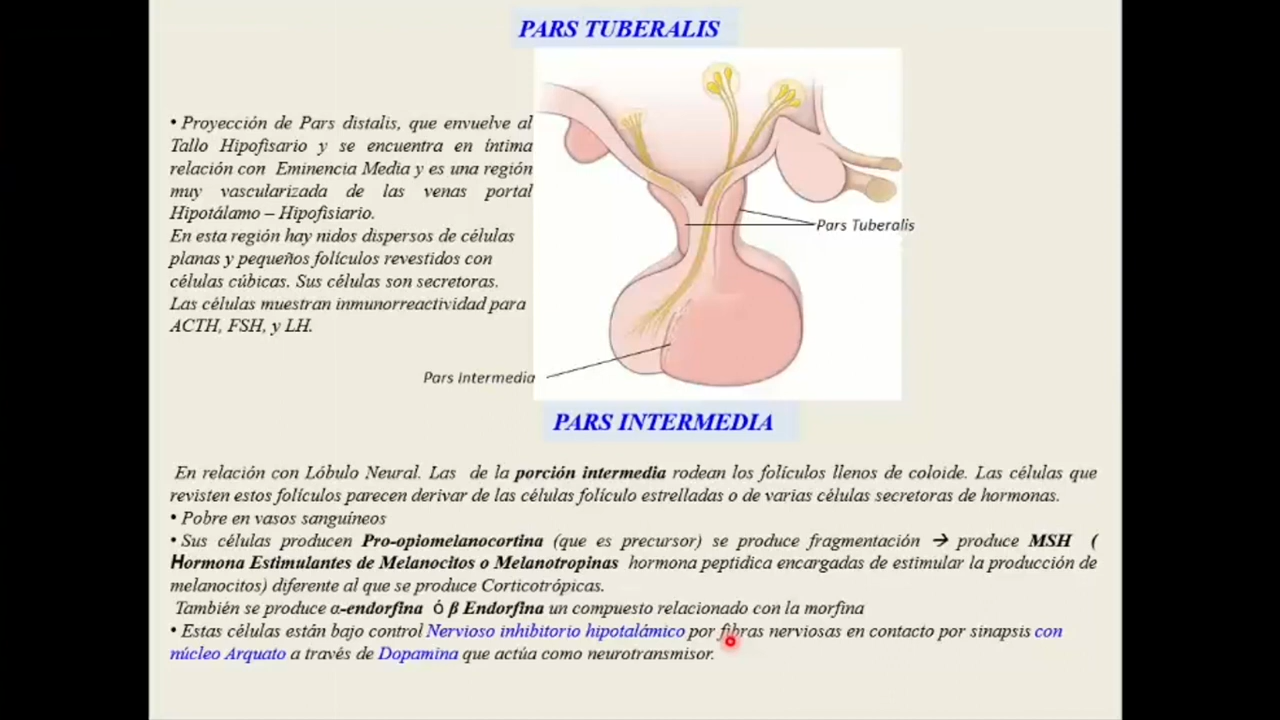 PARS TUBERALIS
• Proyección de Pars distalis, que envuelve al
Tallo Hipofisario y se encuentra en íntima
relación con Eminencia Media y es una región
muy vascularizada de las venas portal
Hipotálamo – Hipofisiario.
En esta región hay nidos dispersos de células
planas y pequeños folículos revestidos con
células cúbicas. Sus células son secretoras.
Las células muestran inmunorreactividad para
ACTH, FSH, y LH.
Pars Tuberalis
Pars Intermedia
PARS INTERMEDIA
En relación con Lóbulo Neural. Las de la porción intermedia rodean los folículos llenos de coloide. Las células que
revisten estos folículos parecen derivar de las células folículo estrelladas o de varias células secretoras de hormonas.
• Pobre en vasos sanguíneos
• Sus células producen Pro-opiomelanocortina (que es precursor) se produce fragmentación → produce MSH (
Hormona Estimulantes de Melanocitos o Melanotropinas hormona peptidica encargadas de estimular la producción de
melanocitos) diferente al que se produce Corticotrópicas.
También se produce α-endorfina ó β Endorfina un compuesto relacionado con la morfina
• Estas células están bajo control Nervioso inhibitorio hipotalámico por fibras nerviosas en contacto por sinapsis con
núcleo Arquato a través de Dopamina que actúa como neurotransmisor.